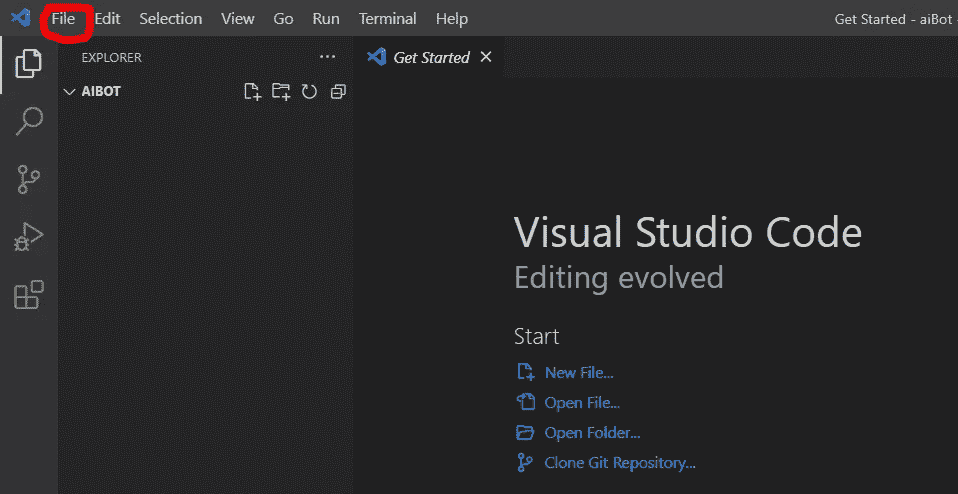 File Edit Selection View Go Run Terminal Help
Get Started - aiBot -
EXPLORER
AIBOT
Get Started
Visual Studio Code
Editing evolved
Start
New File...
Open File...
Open Folder...
Clone Git Repository...